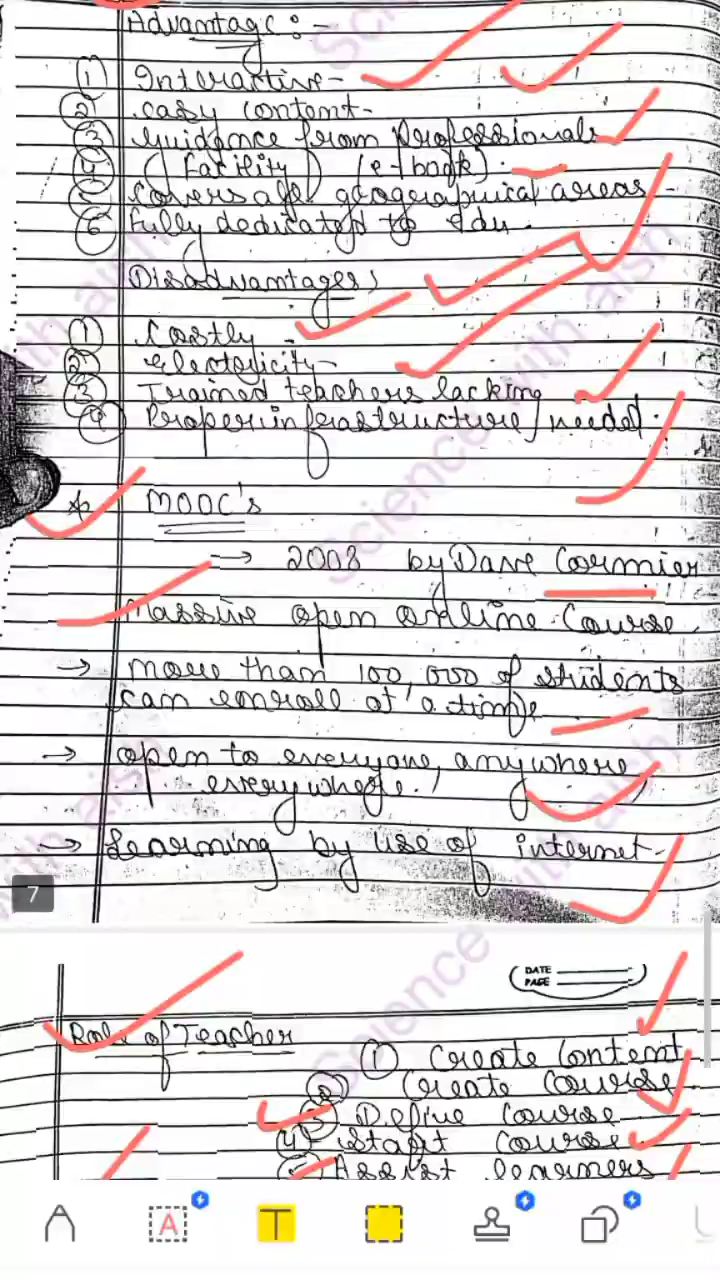 Advantage :-
① Interactive-
② easy content-
③ Guidance from Professionals
④ (Facility) (e-book).
⑤ Covers all geographical areas-
⑥ Fully dedicated to Edu.
Disadvantages,
① Costly-
② electricity-
③ Trained teachers lacking
④ Proper infrastructure needed.
* MOOC's
→ 2008 by Dave Cormier
Massive open online Course.
→ more than 100,000 of students
can enroll at a time.
→ open to everyone, anywhere,
everywhere.
→ Learning by use of internet-
7
DATE
PAGE
Role of Teacher
① Create Content
② Create Course
③ Define Course
④ Start Course
⑤ Assist learners
A
T
Science with aish